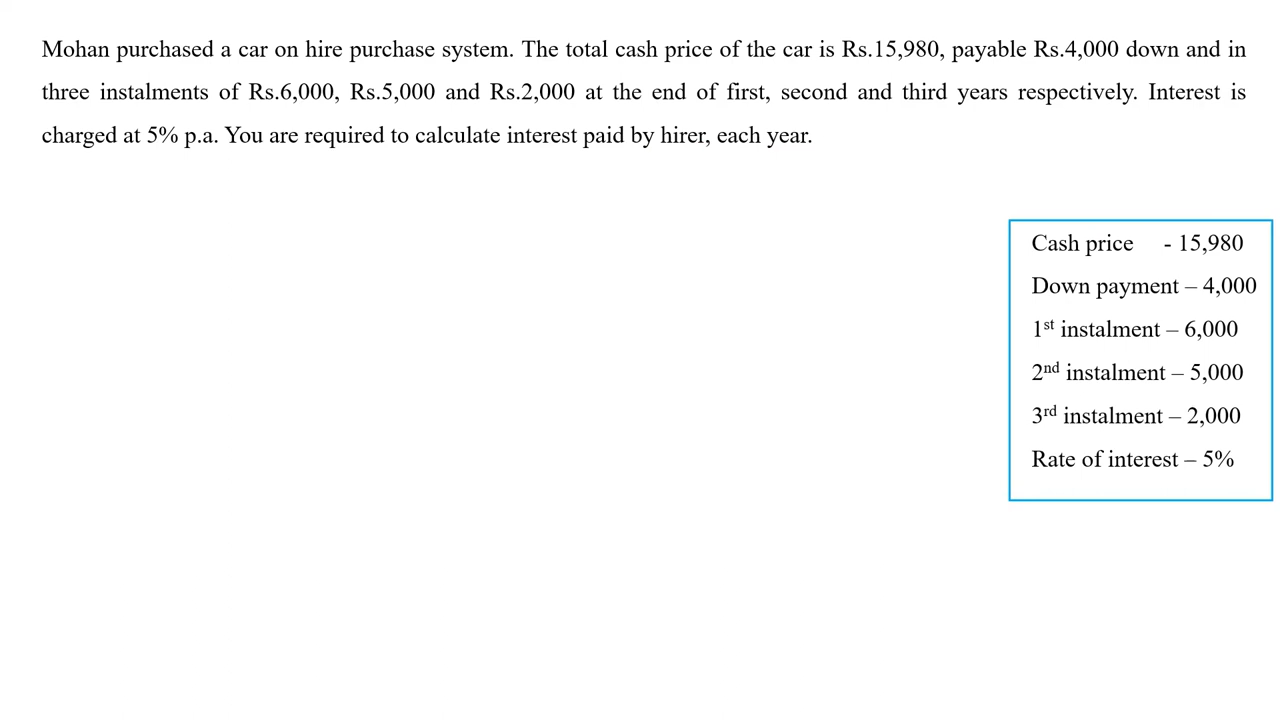 Mohan purchased a car on hire purchase system. The total cash price of the car is Rs.15,980, payable Rs.4,000 down and in
three instalments of Rs.6,000, Rs.5,000 and Rs.2,000 at the end of first, second and third years respectively. Interest is
charged at 5% p.a. You are required to calculate interest paid by hirer, each year.
Cash price - 15,980
Down payment – 4,000
1st instalment – 6,000
2nd instalment – 5,000
3rd instalment – 2,000
Rate of interest – 5%